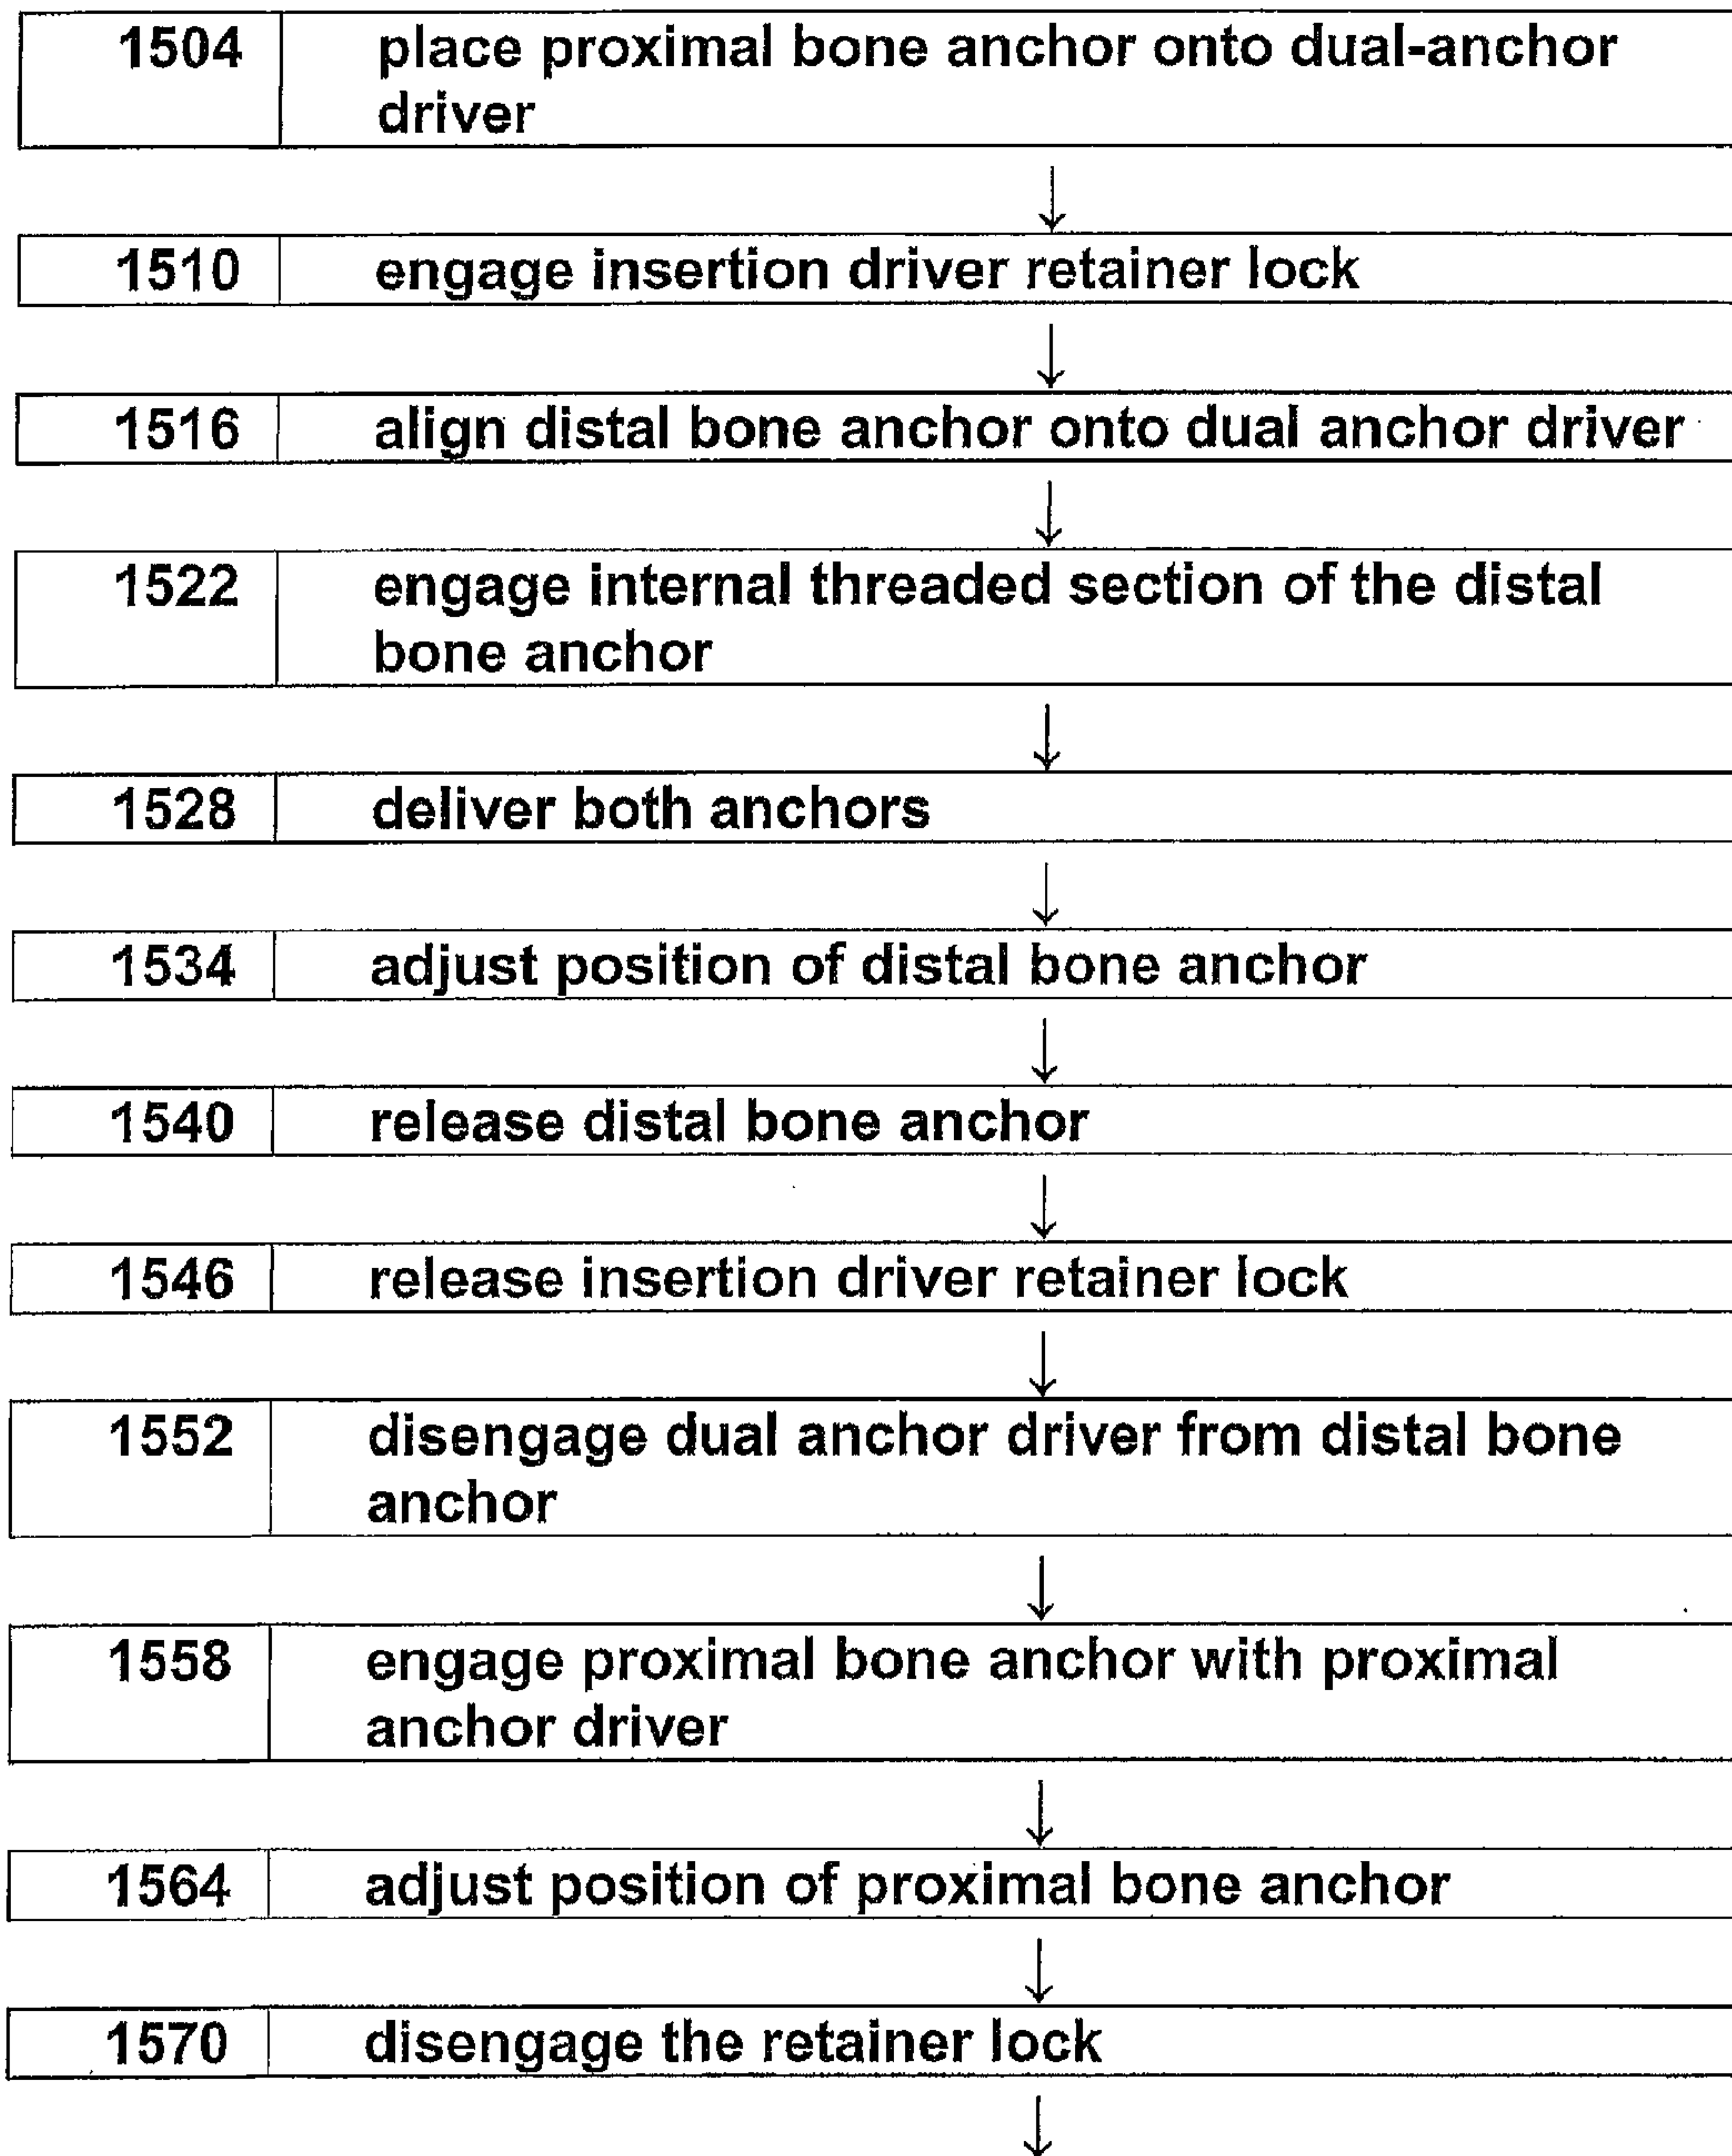 1504 place proximal bone anchor onto dual-anchor
driver
1510 engage insertion driver retainer lock
1516 align distal bone anchor onto dual anchor driver
1522 engage internal threaded section of the distal
bone anchor
1528 deliver both anchors
1534 adjust position of distal bone anchor
1540 release distal bone anchor
1546 release insertion driver retainer lock
1552 disengage dual anchor driver from distal bone
anchor
1558 engage proximal bone anchor with proximal
anchor driver
1564 adjust position of proximal bone anchor
1570 disengage the retainer lock